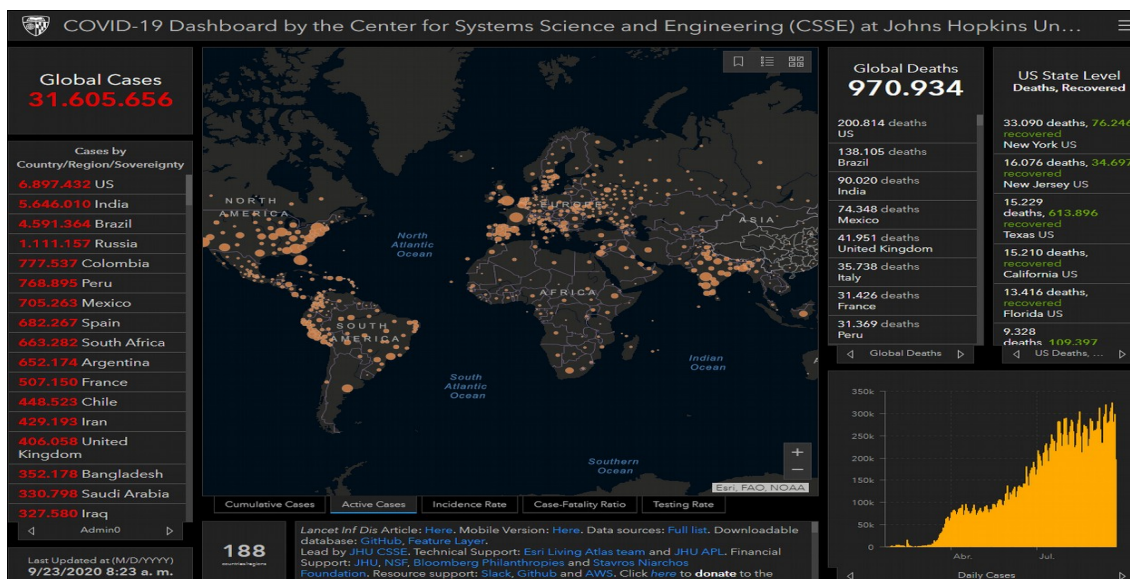 COVID-19 Dashboard by the Center for Systems Science and Engineering (CSSE) at Johns Hopkins Un...
Global Cases
31.605.656
Cases by
Country/Region/Sovereignty
6.897.432 US
5.646.010 India
4.591.364 Brazil
1.111.157 Russia
777.537 Colombia
768.895 Peru
705.263 Mexico
682.267 Spain
663.282 South Africa
652.174 Argentina
507.150 France
448.523 Chile
429.193 Iran
406.058 United
Kingdom
352.178 Bangladesh
330.798 Saudi Arabia
327.580 Iraq
Admin0
Last Updated at (M/D/YYYY)
9/23/2020 8:23 a. m.
NORTH
AMERICA
North
Atlantic
Ocean
EUROPE
ASIA
AFRICA
SOUTH
AMERICA
South
Atlantic
Ocean
Indian
Ocean
Southern
Ocean
+
−
Esri, FAO, NOAA
Cumulative Cases
Active Cases
Incidence Rate
Case-Fatality Ratio
Testing Rate
188
countries/regions
Lancet Inf Dis Article: Here. Mobile Version: Here. Data sources: Full list. Downloadable
database: GitHub, Feature Layer.
Lead by JHU CSSE. Technical Support: Esri Living Atlas team and JHU APL. Financial
Support: JHU, NSF, Bloomberg Philanthropies and Stavros Niarchos
Foundation. Resource support: Slack, Github and AWS. Click here to donate to the
Global Deaths
970.934
200.814 deaths
US
138.105 deaths
Brazil
90.020 deaths
India
74.348 deaths
Mexico
41.951 deaths
United Kingdom
35.738 deaths
Italy
31.426 deaths
France
31.369 deaths
Peru
Global Deaths
US State Level
Deaths, Recovered
33.090 deaths, 76.246
recovered
New York US
16.076 deaths, 34.697
recovered
New Jersey US
15.229
deaths, 613.896
recovered
Texas US
15.210 deaths,
recovered
California US
13.416 deaths,
recovered
Florida US
9.328
deaths, 109.397
US Deaths, ...
350k
300k
250k
200k
150k
100k
50k
0
Abr.
Jul.
Daily Cases